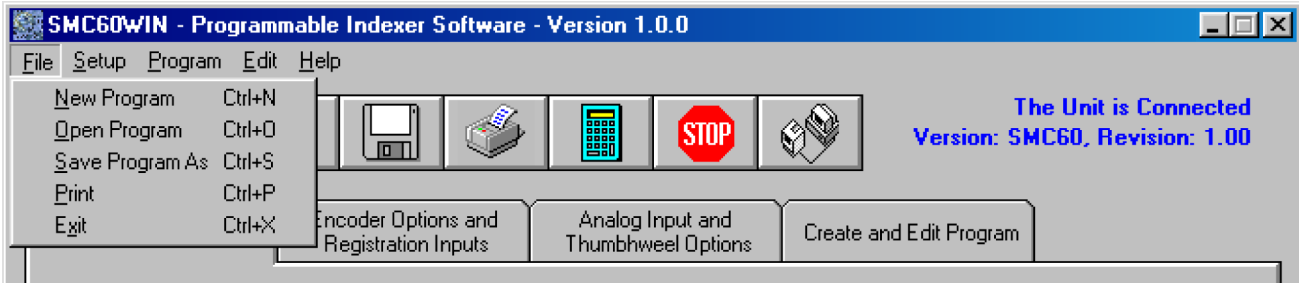 SMC60WIN - Programmable Indexer Software - Version 1.0.0
File Setup Program Edit Help
New Program Ctrl+N
Open Program Ctrl+O
Save Program As Ctrl+S
Print Ctrl+P
Exit Ctrl+X
STOP
The Unit is Connected
Version: SMC60, Revision: 1.00
Encoder Options and
Registration Inputs
Analog Input and
Thumbhweel Options
Create and Edit Program